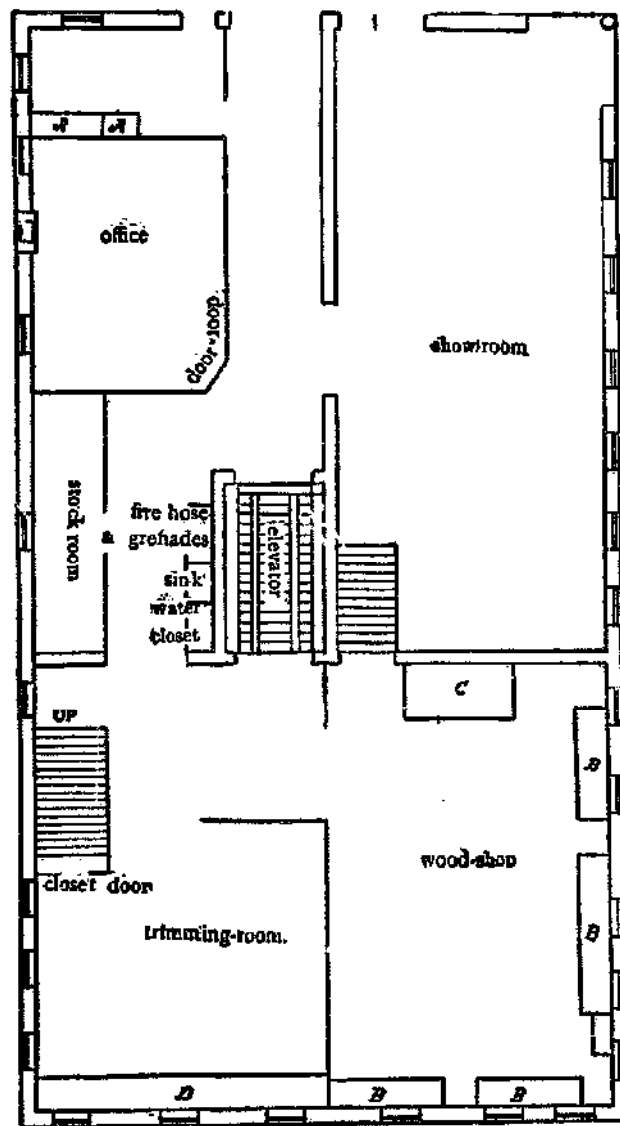 A A
office
door-roop
showroom
stock room
fire hose
& grenades
elevator
sink
water
closet
UP
C
B
wood-shop
closet door
B
trimming-room.
D B B